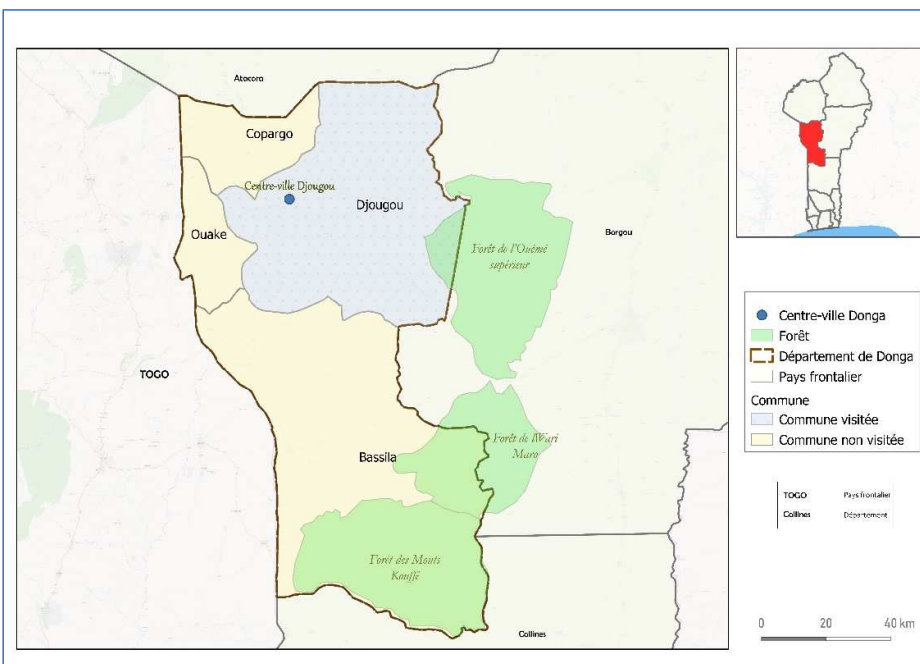 Atacora
Copargo
Centre-ville Djougou
Djougou
Ouake
Borgou
Forêt de l'Ouémé
supérieur
TOGO
Forêt de lWari
Maro
Bassila
Forêt des Monts
Kouffé
Collines
Centre-ville Donga
Forêt
Département de Donga
Pays frontalier
Commune
Commune visitée
Commune non visitée
TOGO Pays frontalier
Collines Département
0 20 40 km